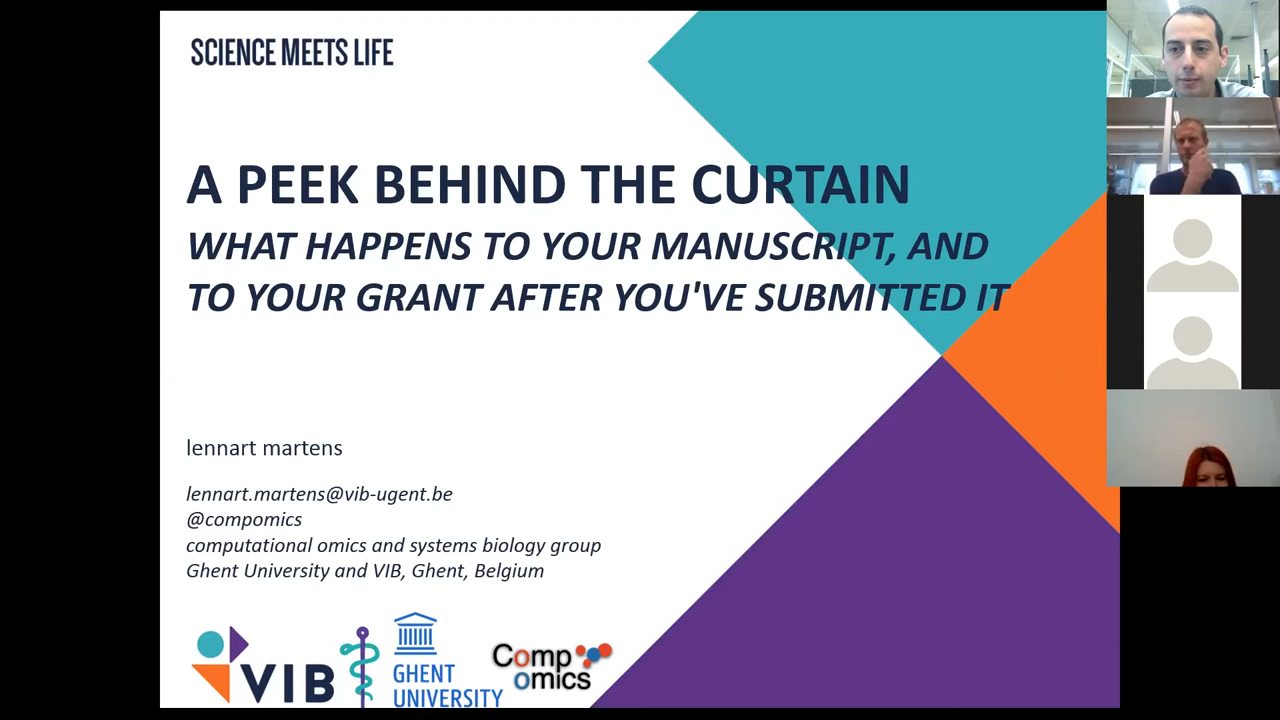 SCIENCE MEETS LIFE
A PEEK BEHIND THE CURTAIN
WHAT HAPPENS TO YOUR MANUSCRIPT, AND
TO YOUR GRANT AFTER YOU'VE SUBMITTED IT
lennart martens
lennart.martens@vib-ugent.be
@compomics
computational omics and systems biology group
Ghent University and VIB, Ghent, Belgium
VIB
GHENT
UNIVERSITY
Comp
omics